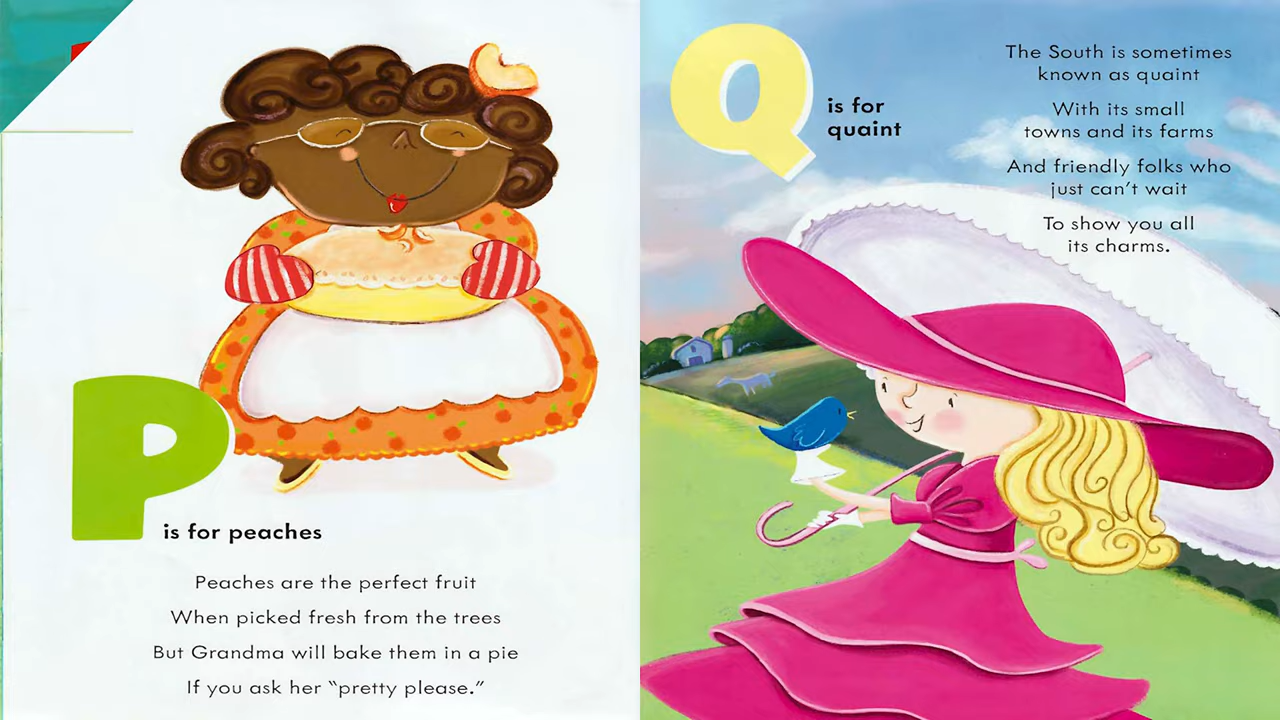 P
is for peaches
Peaches are the perfect fruit
When picked fresh from the trees
But Grandma will bake them in a pie
If you ask her “pretty please.”
Q
is for
quaint
The South is sometimes
known as quaint
With its small
towns and its farms
And friendly folks who
just can’t wait
To show you all
its charms.